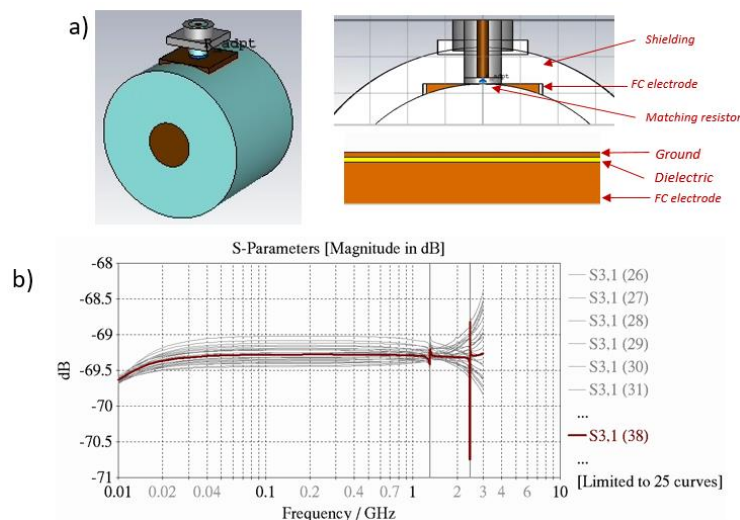 a)
R_adpt
adpt
Shielding
FC electrode
Matching resistor
Ground
Dielectric
FC electrode
b)
S-Parameters [Magnitude in dB]
-68
-68.5
-69
-69.5
-70
-70.5
-71
dB
0.01 0.02 0.04 0.1 0.2 0.4 0.7 1 2 3 4 6 10
Frequency / GHz
S3,1 (26)
S3,1 (27)
S3,1 (28)
S3,1 (29)
S3,1 (30)
S3,1 (31)
...
S3,1 (38)
...
[Limited to 25 curves]